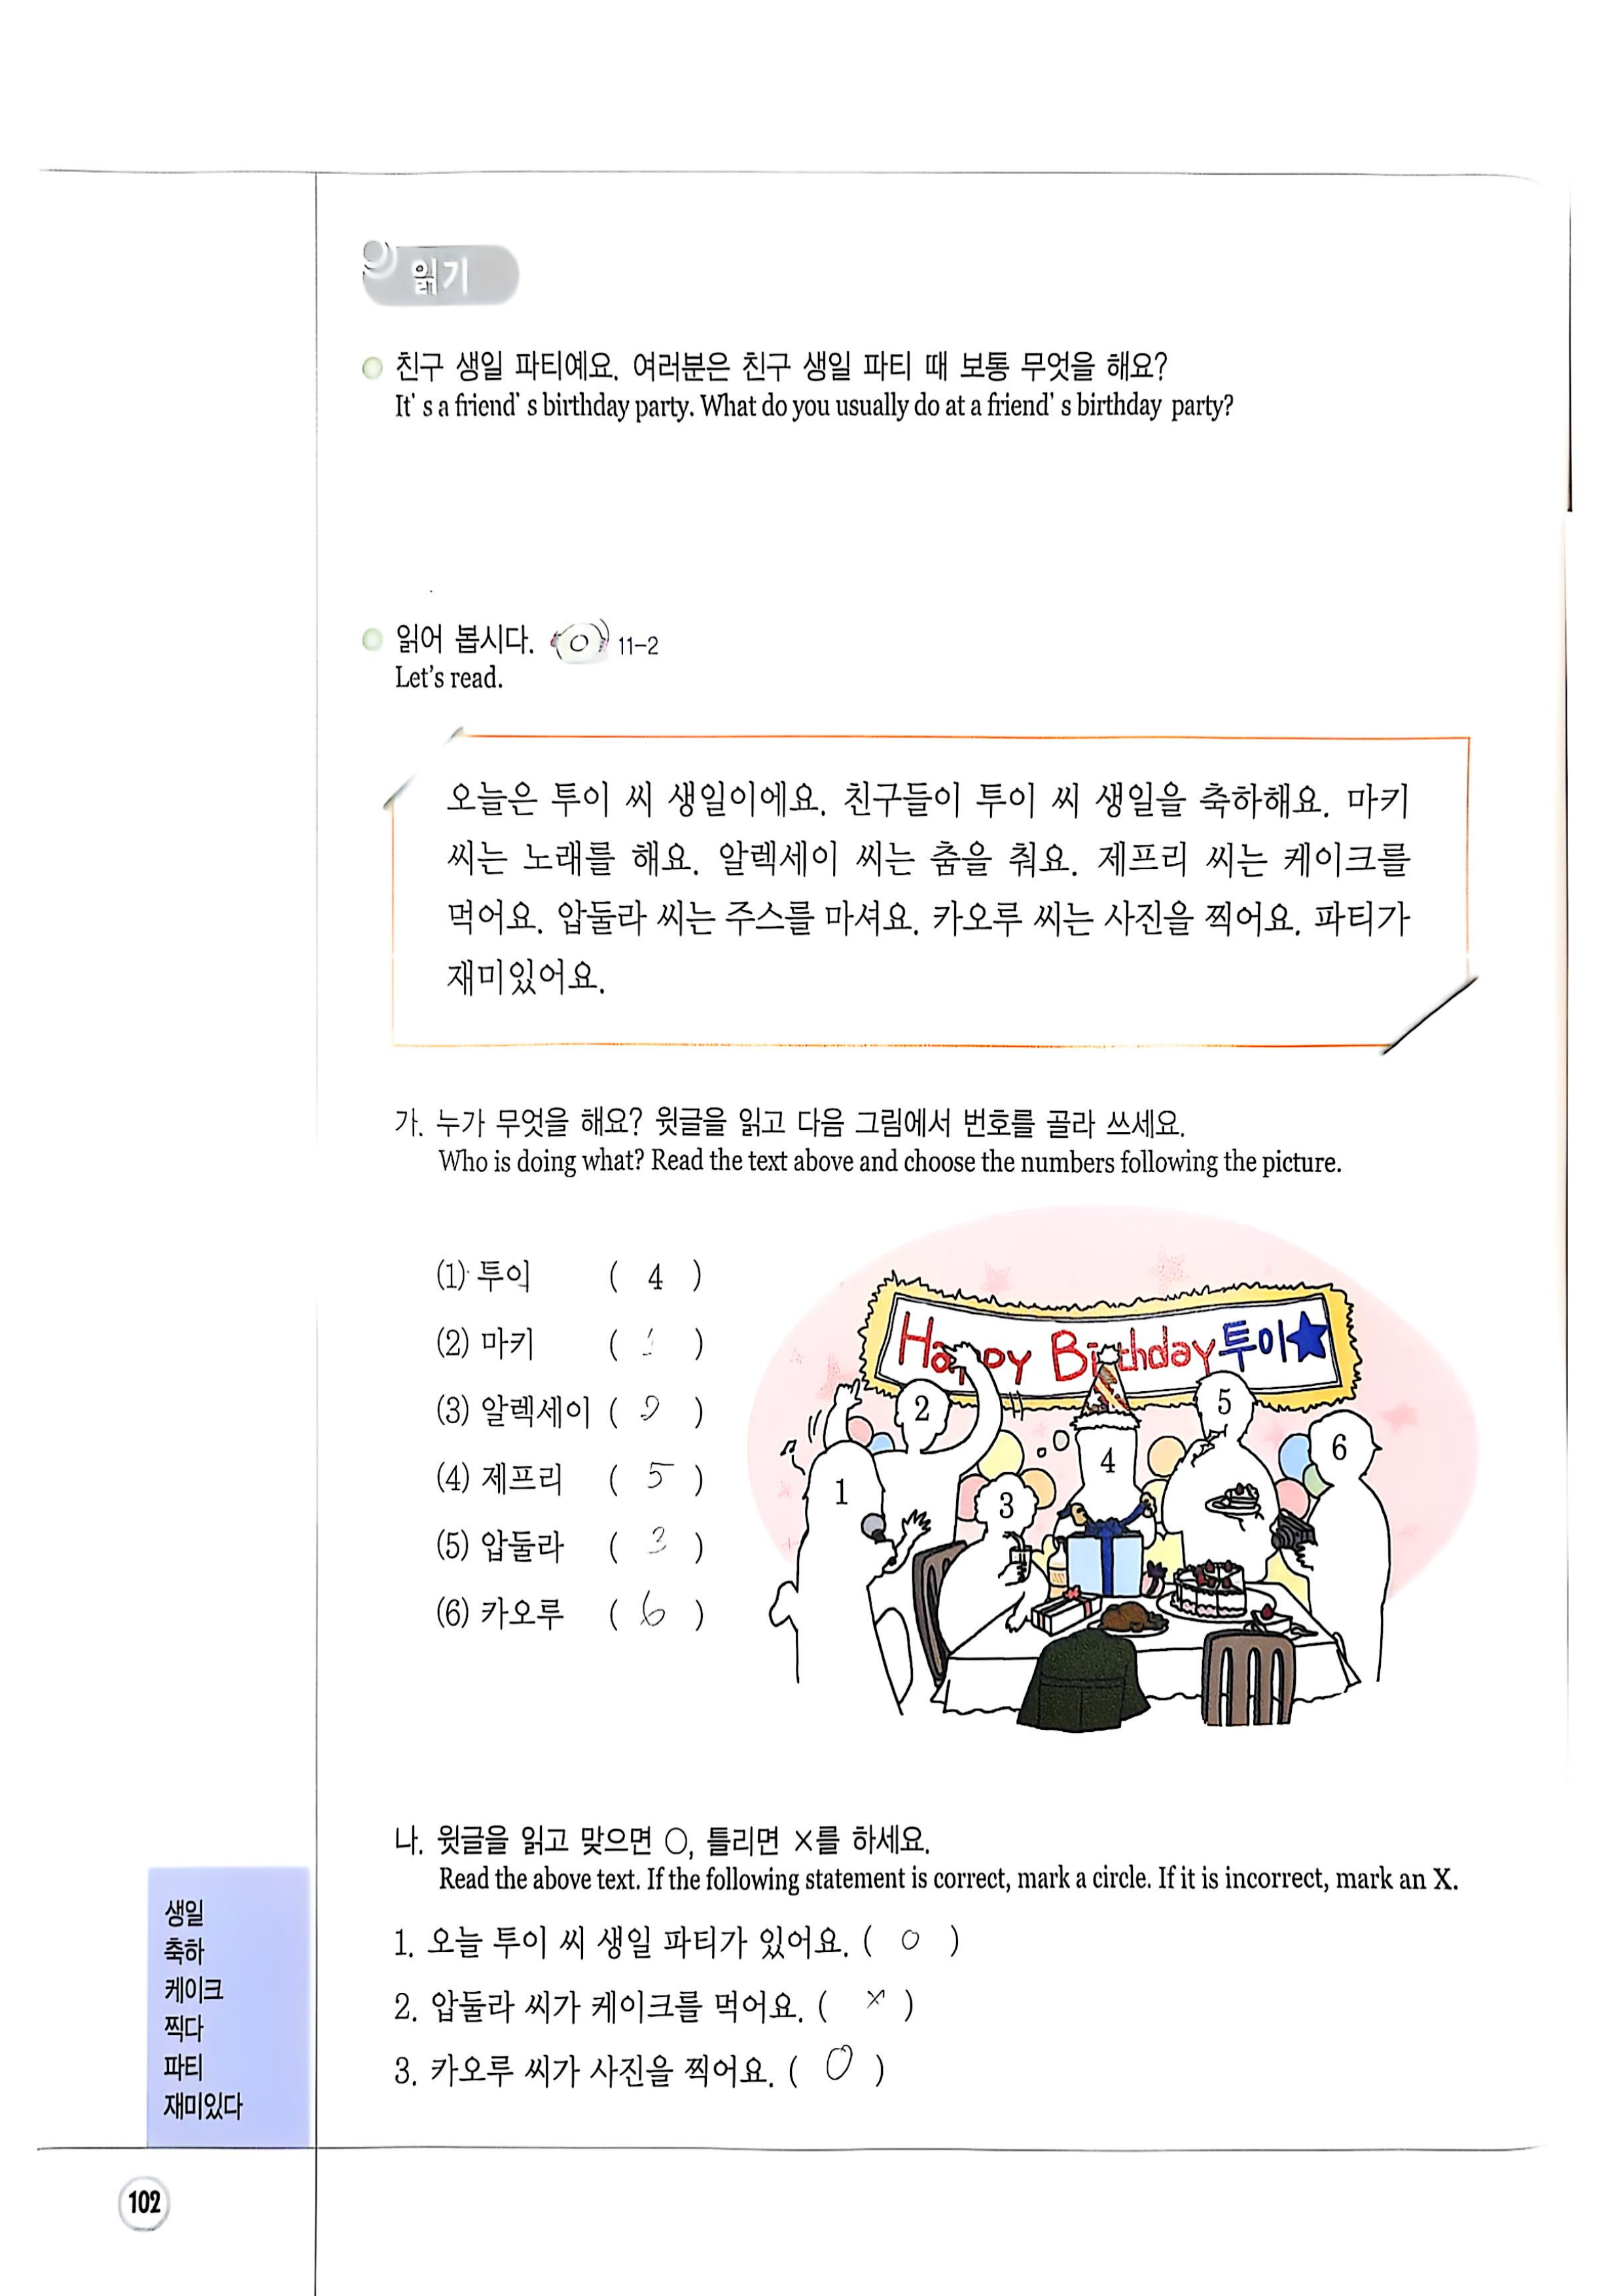 읽기
친구 생일 파티예요. 여러분은 친구 생일 파티 때 보통 무엇을 해요?
It's a friend's birthday party. What do you usually do at a friend's birthday party?
읽어 봅시다. 11-2
Let's read.
오늘은 투이 씨 생일이에요. 친구들이 투이 씨 생일을 축하해요. 마키
씨는 노래를 해요. 알렉세이 씨는 춤을 춰요. 제프리 씨는 케이크를
먹어요. 압둘라 씨는 주스를 마셔요. 카오루 씨는 사진을 찍어요. 파티가
재미있어요.
가. 누가 무엇을 해요? 윗글을 읽고 다음 그림에서 번호를 골라 쓰세요.
Who is doing what? Read the text above and choose the numbers following the picture.
(1) 투이 ( 4 )
(2) 마키 ( 1 )
(3) 알렉세이 ( )
(4) 제프리 ( 5 )
(5) 압둘라 ( 3 )
(6) 카오루 ( 6 )
Happy Birthday 투이★
1
2
3
4
5
6
나. 윗글을 읽고 맞으면 ○, 틀리면 ×를 하세요.
Read the above text. If the following statement is correct, mark a circle. If it is incorrect, mark an X.
1. 오늘 투이 씨 생일 파티가 있어요. ( ○ )
2. 압둘라 씨가 케이크를 먹어요. ( × )
3. 카오루 씨가 사진을 찍어요. ( ○ )
생일
축하
케이크
찍다
파티
재미있다
102